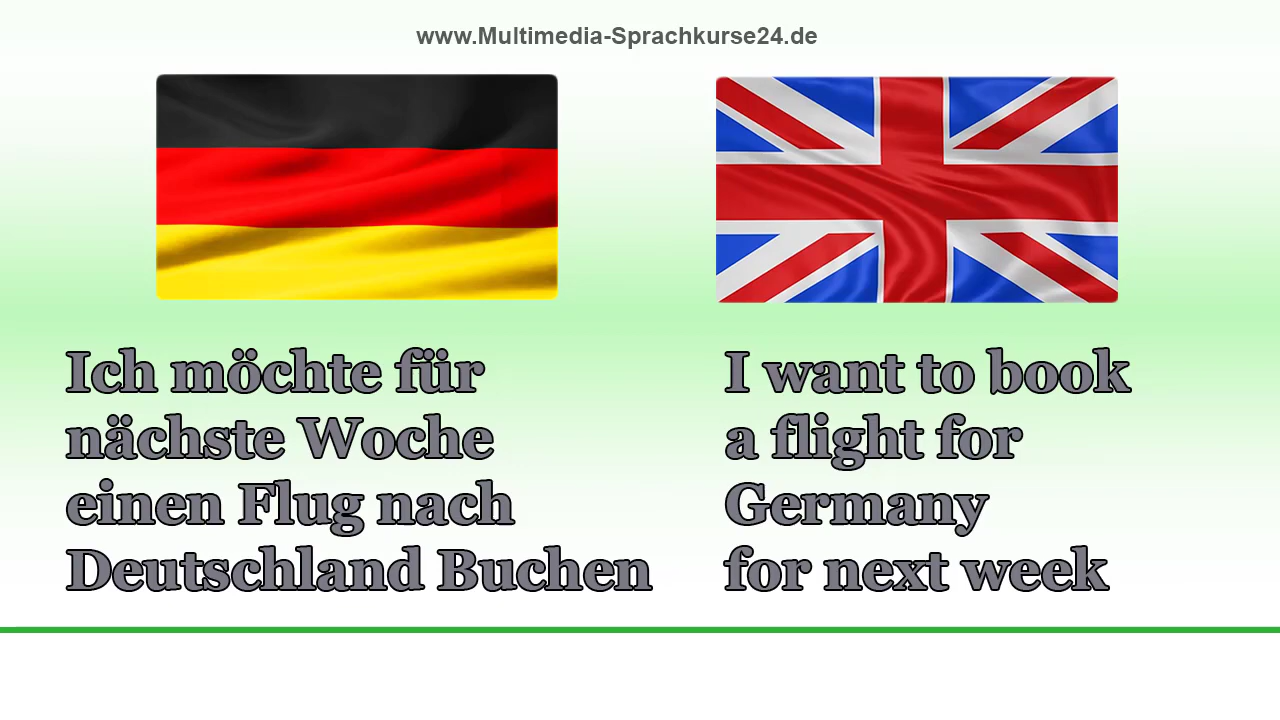 www.Multimedia-Sprachkurse24.de
Ich möchte für
nächste Woche
einen Flug nach
Deutschland Buchen
I want to book
a flight for
Germany
for next week